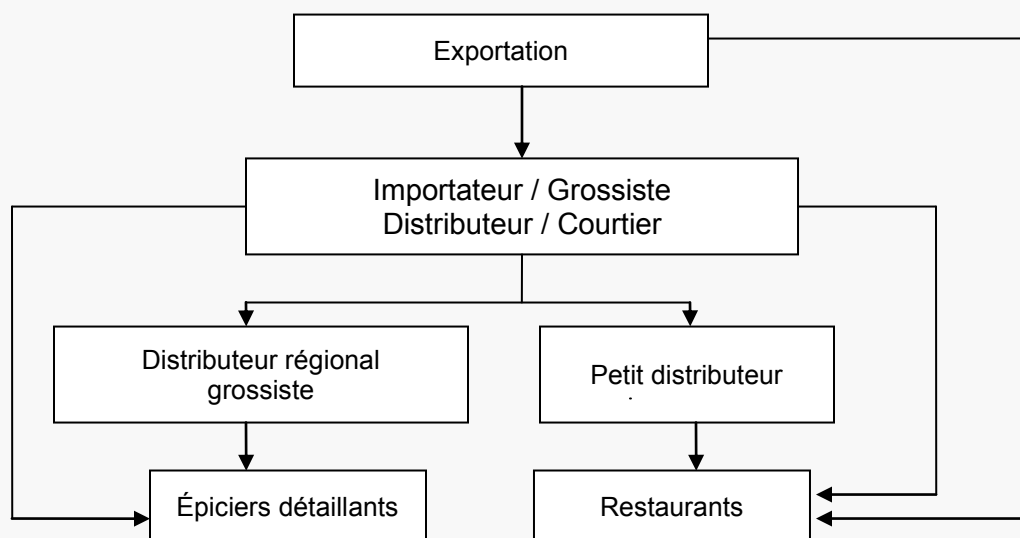 Exportation
Importateur / Grossiste
Distributeur / Courtier
Distributeur régional
grossiste
Petit distributeur
Épiciers détaillants
Restaurants